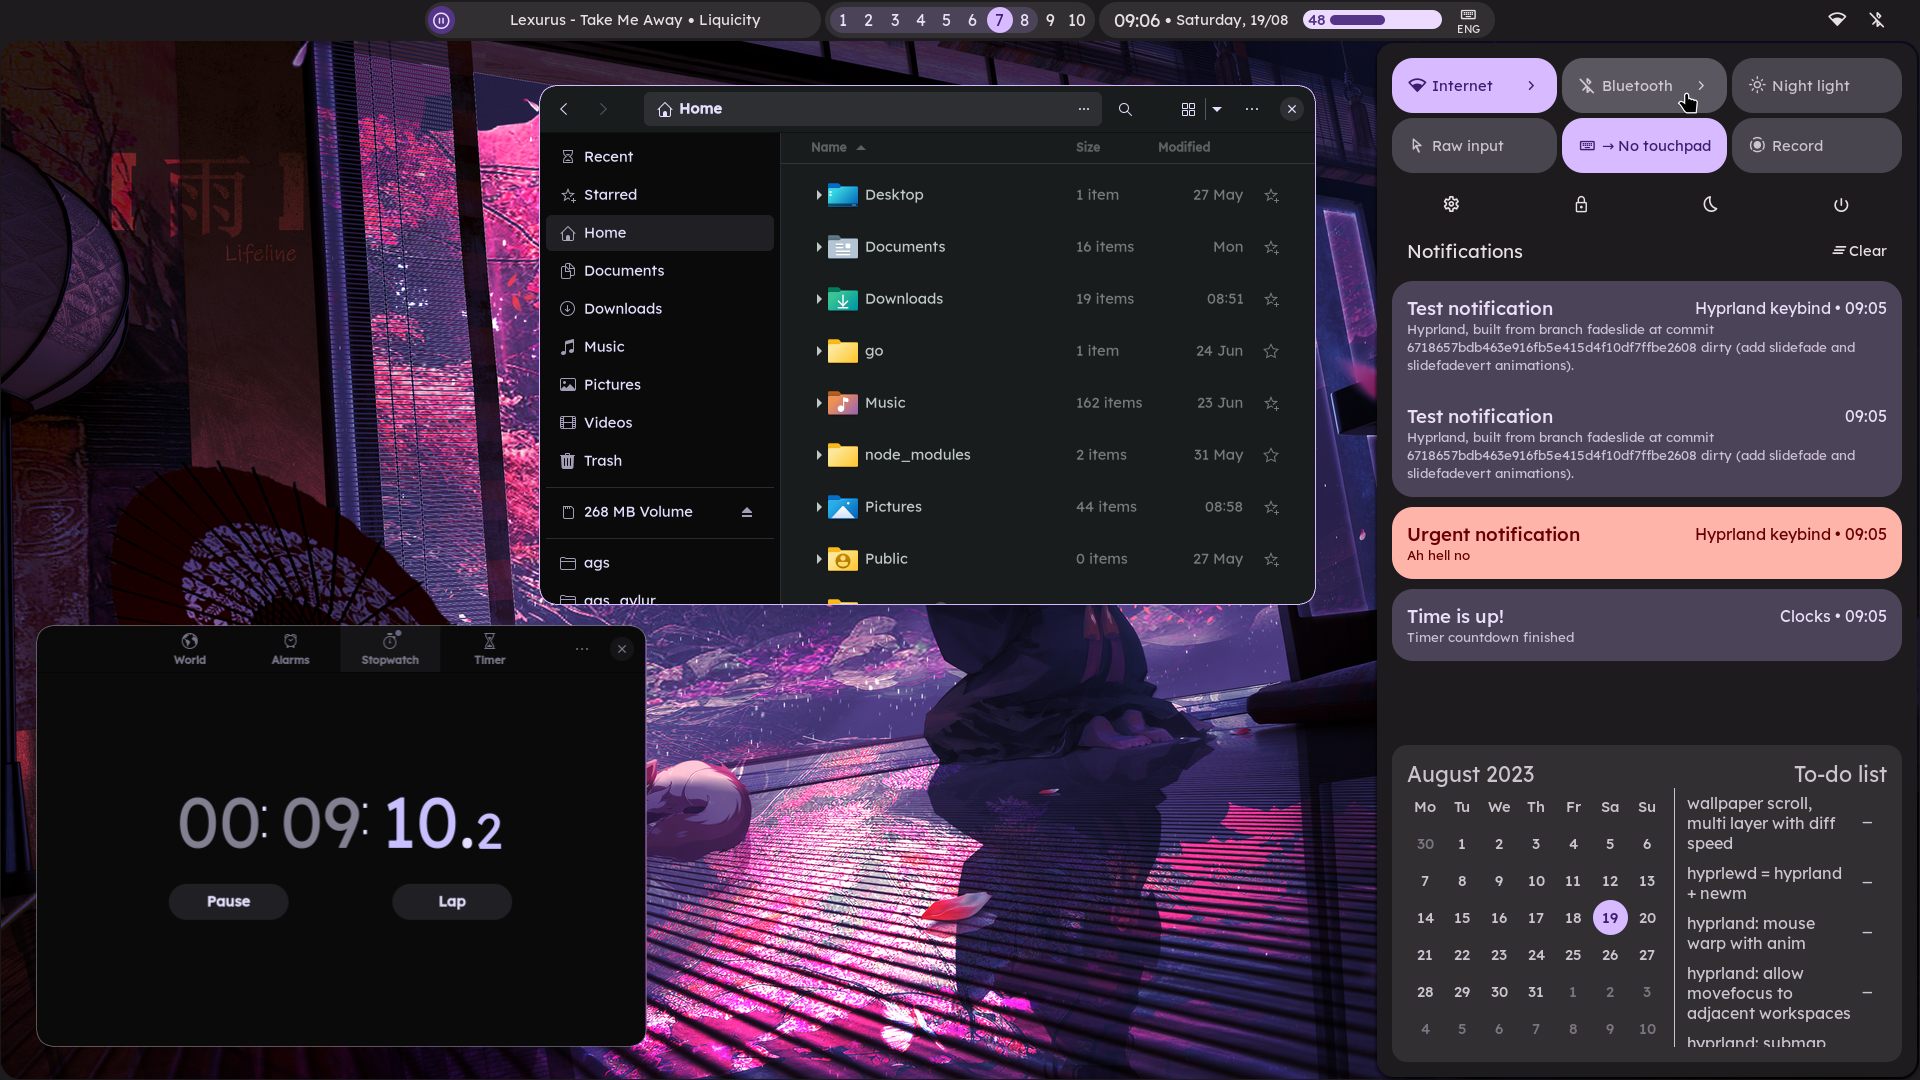 Lexurus - Take Me Away • Liquicity
1 2 3 4 5 6 7 8 9 10
09:06 • Saturday, 19/08
48
ENG
【雨】
Lifeline
Home
Recent
Starred
Home
Documents
Downloads
Music
Pictures
Videos
Trash
268 MB Volume
ags
Name Size Modified
Desktop 1 item 27 May
Documents 16 items Mon
Downloads 19 items 08:51
go 1 item 24 Jun
Music 162 items 23 Jun
node_modules 2 items 31 May
Pictures 44 items 08:58
Public 0 items 27 May
World Alarms Stopwatch Timer
00: 09: 10.2
Pause Lap
Internet Bluetooth Night light
Raw input → No touchpad Record
Notifications Clear
Test notification Hyprland keybind • 09:05
Hyprland, built from branch fadeslide at commit
6718657bdb463e916fb5e415d4f10df7ffbe2608 dirty (add slidefade and
slidefadevert animations).
Test notification 09:05
Hyprland, built from branch fadeslide at commit
6718657bdb463e916fb5e415d4f10df7ffbe2608 dirty (add slidefade and
slidefadevert animations).
Urgent notification Hyprland keybind • 09:05
Ah hell no
Time is up! Clocks • 09:05
Timer countdown finished
August 2023
Mo Tu We Th Fr Sa Su
30 1 2 3 4 5 6
7 8 9 10 11 12 13
14 15 16 17 18 19 20
21 22 23 24 25 26 27
28 29 30 31 1 2 3
4 5 6 7 8 9 10
To-do list
wallpaper scroll,
multi layer with diff
speed
hyprlewd = hyprland
+ newm
hyprland: mouse
warp with anim
hyprland: allow
movefocus to
adjacent workspaces
hyprland: submap